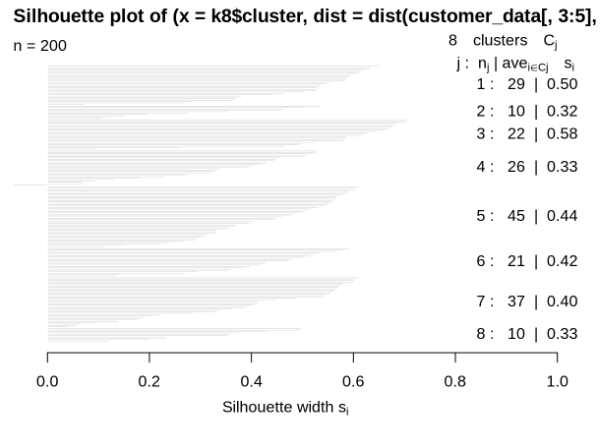 Silhouette plot of (x = k8$cluster, dist = dist(customer_data[, 3:5],
n = 200
8 clusters Cj
j : nj | avei∈Cj si
1 : 29 | 0.50
2 : 10 | 0.32
3 : 22 | 0.58
4 : 26 | 0.33
5 : 45 | 0.44
6 : 21 | 0.42
7 : 37 | 0.40
8 : 10 | 0.33
0.0 0.2 0.4 0.6 0.8 1.0
Silhouette width si